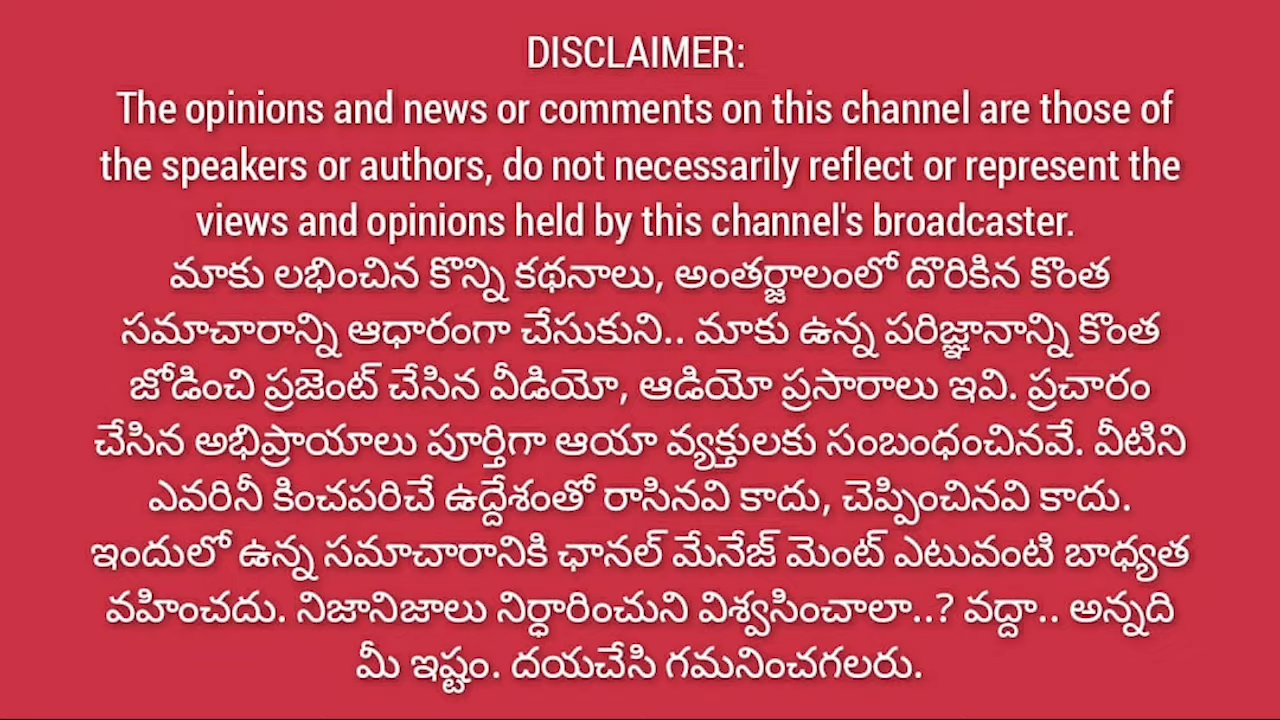 DISCLAIMER:
The opinions and news or comments on this channel are those of
the speakers or authors, do not necessarily reflect or represent the
views and opinions held by this channel's broadcaster.
మాకు లభించిన కొన్ని కథనాలు, అంతర్జాలంలో దొరికిన కొంత
సమాచారాన్ని ఆధారంగా చేసుకుని.. మాకు ఉన్న పరిజ్ఞానాన్ని కొంత
జోడించి ప్రజెంట్ చేసిన వీడియో, ఆడియో ప్రసారాలు ఇవి. ప్రచారం
చేసిన అభిప్రాయాలు పూర్తిగా ఆయా వ్యక్తులకు సంబంధంచినవే. వీటిని
ఎవరినీ కించపరిచే ఉద్దేశంతో రాసినవి కాదు, చెప్పించినవి కాదు.
ఇందులో ఉన్న సమాచారానికి ఛానల్ మేనేజ్ మెంట్ ఎటువంటి బాధ్యత
వహించదు. నిజానిజాలు నిర్ధారించుని విశ్వసించాలా..? వద్దా.. అన్నది
మీ ఇష్టం. దయచేసి గమనించగలరు.